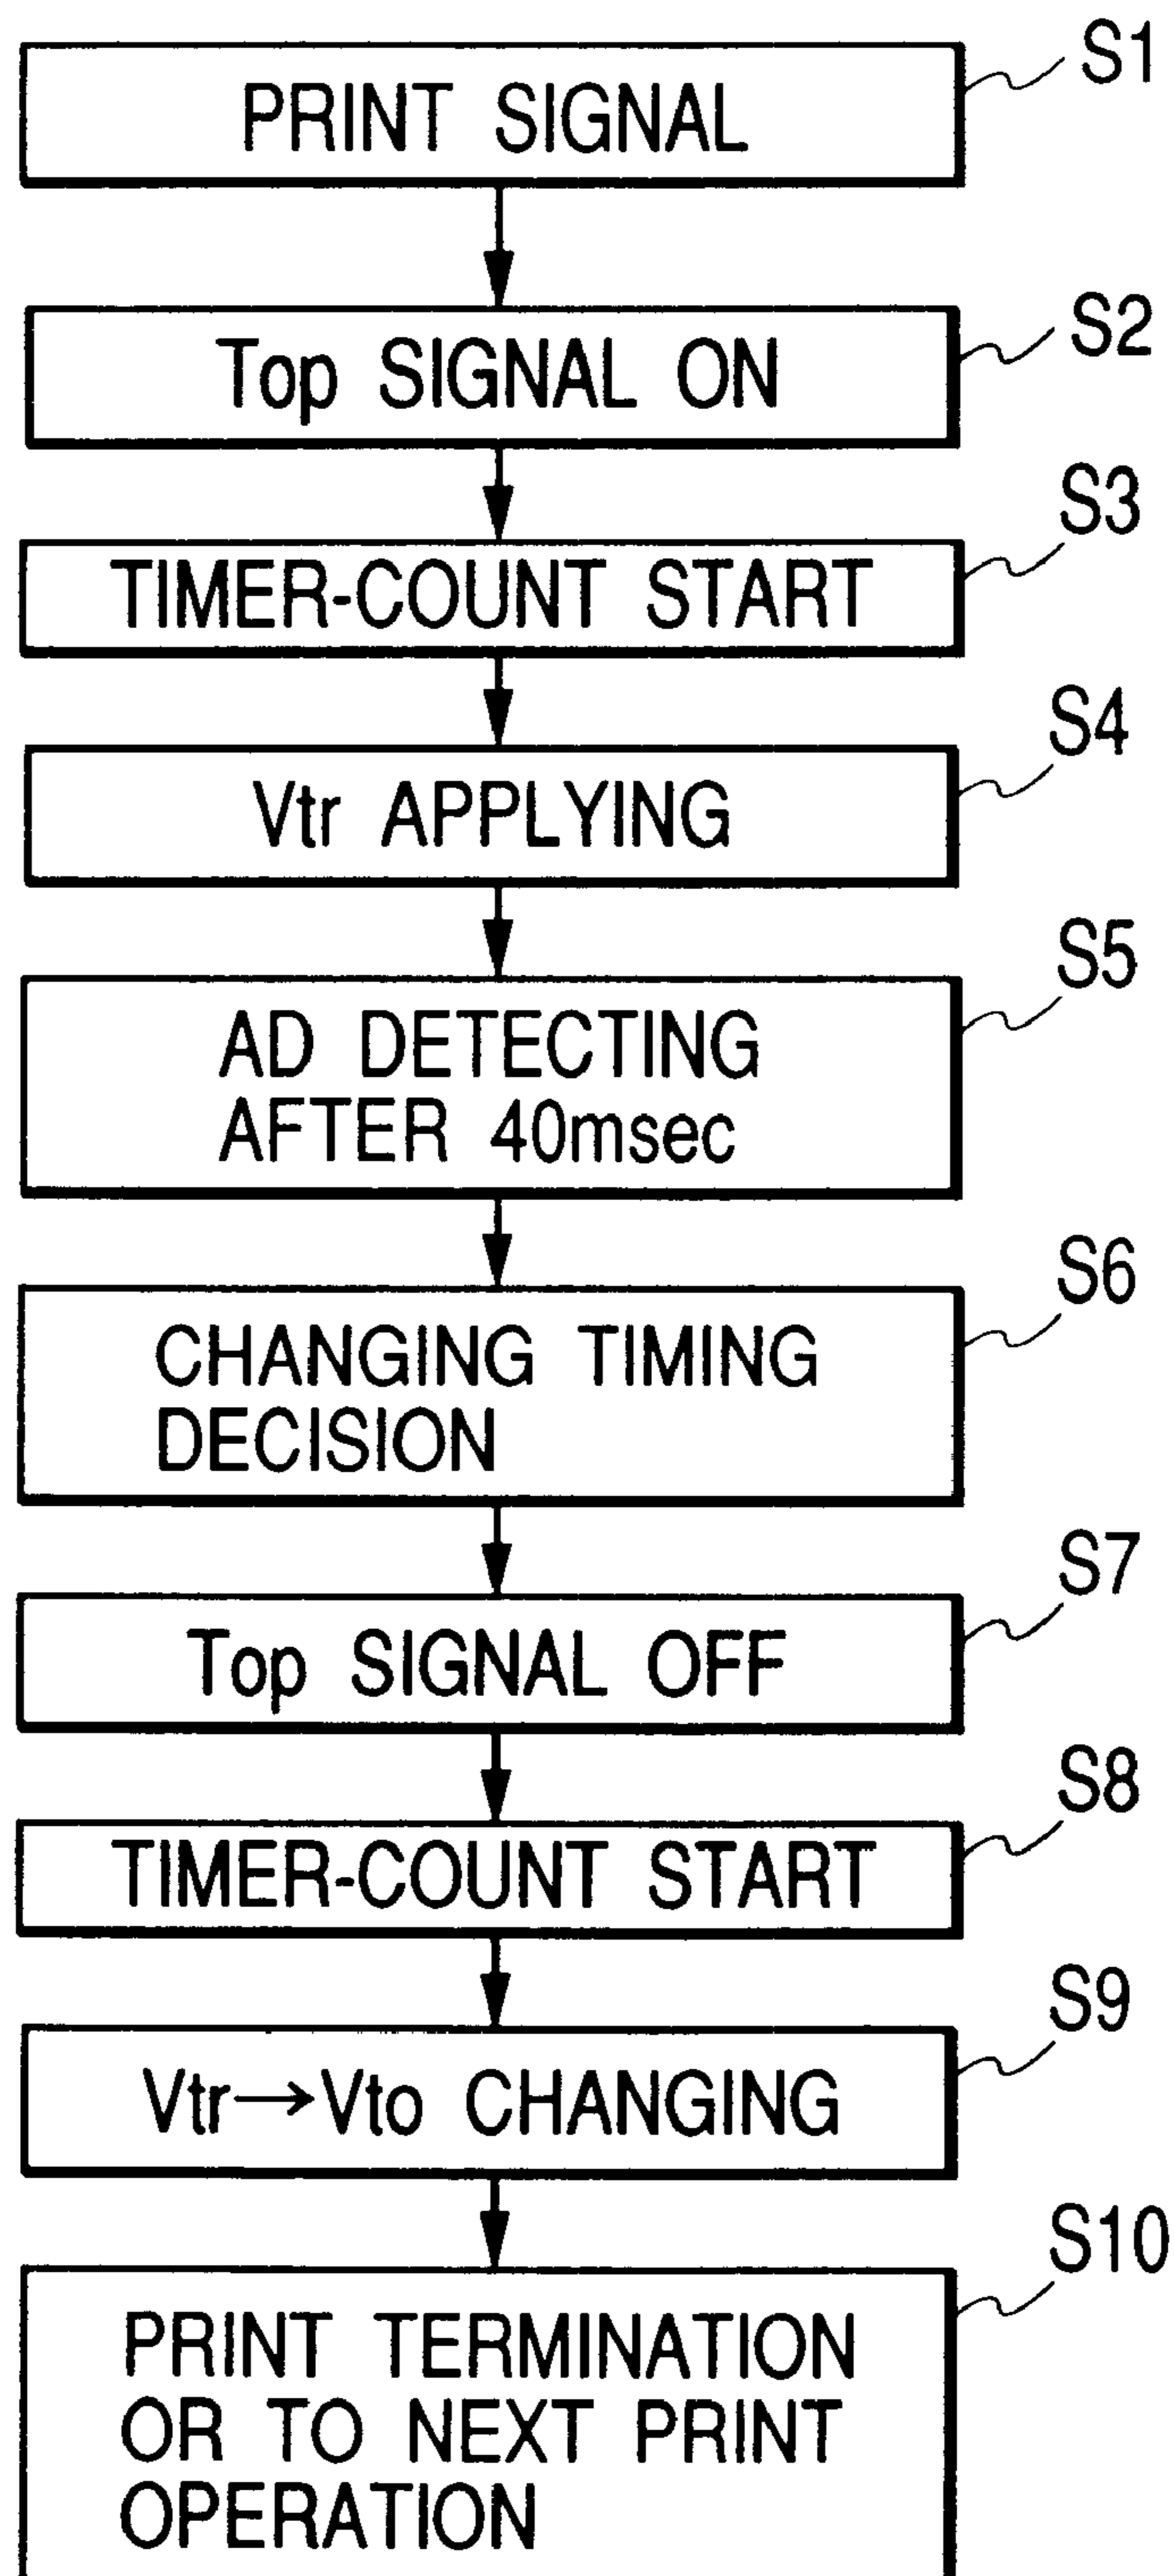 PRINT SIGNAL
S1
Top SIGNAL ON
S2
TIMER-COUNT START
S3
Vtr APPLYING
S4
AD DETECTING
AFTER 40msec
S5
CHANGING TIMING
DECISION
S6
Top SIGNAL OFF
S7
TIMER-COUNT START
S8
Vtr→Vto CHANGING
S9
PRINT TERMINATION
OR TO NEXT PRINT
OPERATION
S10